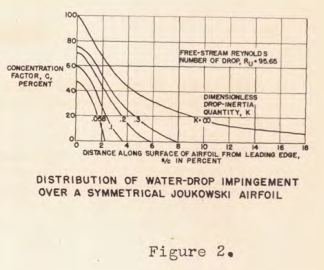 100
80
60
40
20
0
CONCENTRATION
FACTOR, C,
PERCENT
FREE-STREAM REYNOLDS
NUMBER OF DROP, RU = 95.65
DIMENSIONLESS
DROP-INERTIA
QUANTITY, K
K=∞
.056 .1 .2 .3
0 2 4 6 8 10 12 14 16 18
DISTANCE ALONG SURFACE OF AIRFOIL FROM LEADING EDGE,
s/c IN PERCENT
DISTRIBUTION OF WATER-DROP IMPINGEMENT
OVER A SYMMETRICAL JOUKOWSKI AIRFOIL
Figure 2.